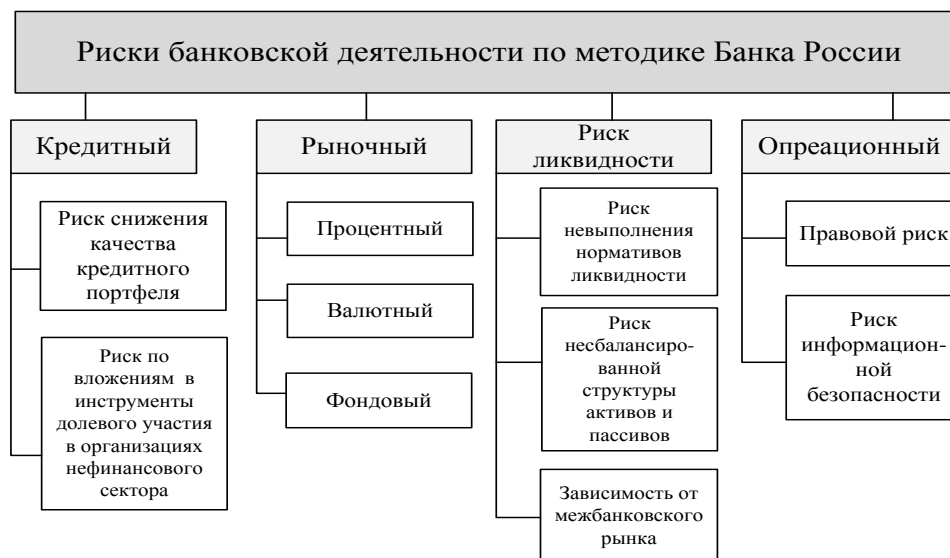 Риски банковской деятельности по методике Банка России
Кредитный
Риск снижения
качества
кредитного
портфеля
Риск по
вложениям в
инструменты
долевого участия
в организациях
нефинансового
сектора
Рыночный
Процентный
Валютный
Фондовый
Риск
ликвидности
Риск
невыполнения
нормативов
ликвидности
Риск
несбалансиро-
ванной
структуры
активов и
пассивов
Зависимость от
межбанковского
рынка
Опреационный
Правовой риск
Риск
информацион-
ной
безопасности